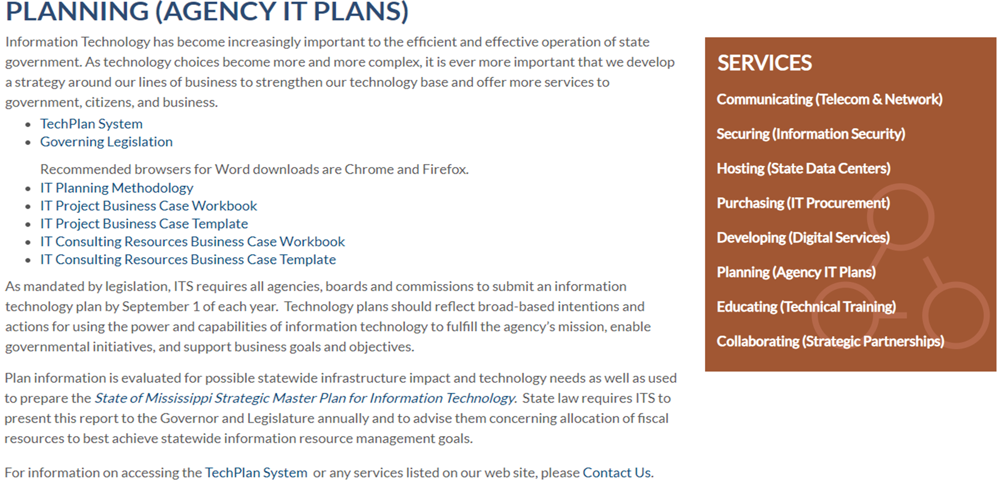 PLANNING (AGENCY IT PLANS)
Information Technology has become increasingly important to the efficient and effective operation of state
government. As technology choices become more and more complex, it is ever more important that we develop
a strategy around our lines of business to strengthen our technology base and offer more services to
government, citizens, and business.
• TechPlan System
• Governing Legislation
Recommended browsers for Word downloads are Chrome and Firefox.
• IT Planning Methodology
• IT Project Business Case Workbook
• IT Project Business Case Template
• IT Consulting Resources Business Case Workbook
• IT Consulting Resources Business Case Template
As mandated by legislation, ITS requires all agencies, boards and commissions to submit an information
technology plan by September 1 of each year.  Technology plans should reflect broad-based intentions and
actions for using the power and capabilities of information technology to fulfill the agency’s mission, enable
governmental initiatives, and support business goals and objectives.
Plan information is evaluated for possible statewide infrastructure impact and technology needs as well as used
to prepare the State of Mississippi Strategic Master Plan for Information Technology.  State law requires ITS to
present this report to the Governor and Legislature annually and to advise them concerning allocation of fiscal
resources to best achieve statewide information resource management goals.
For information on accessing the TechPlan System  or any services listed on our web site, please Contact Us.
SERVICES
Communicating (Telecom & Network)
Securing (Information Security)
Hosting (State Data Centers)
Purchasing (IT Procurement)
Developing (Digital Services)
Planning (Agency IT Plans)
Educating (Technical Training)
Collaborating (Strategic Partnerships)